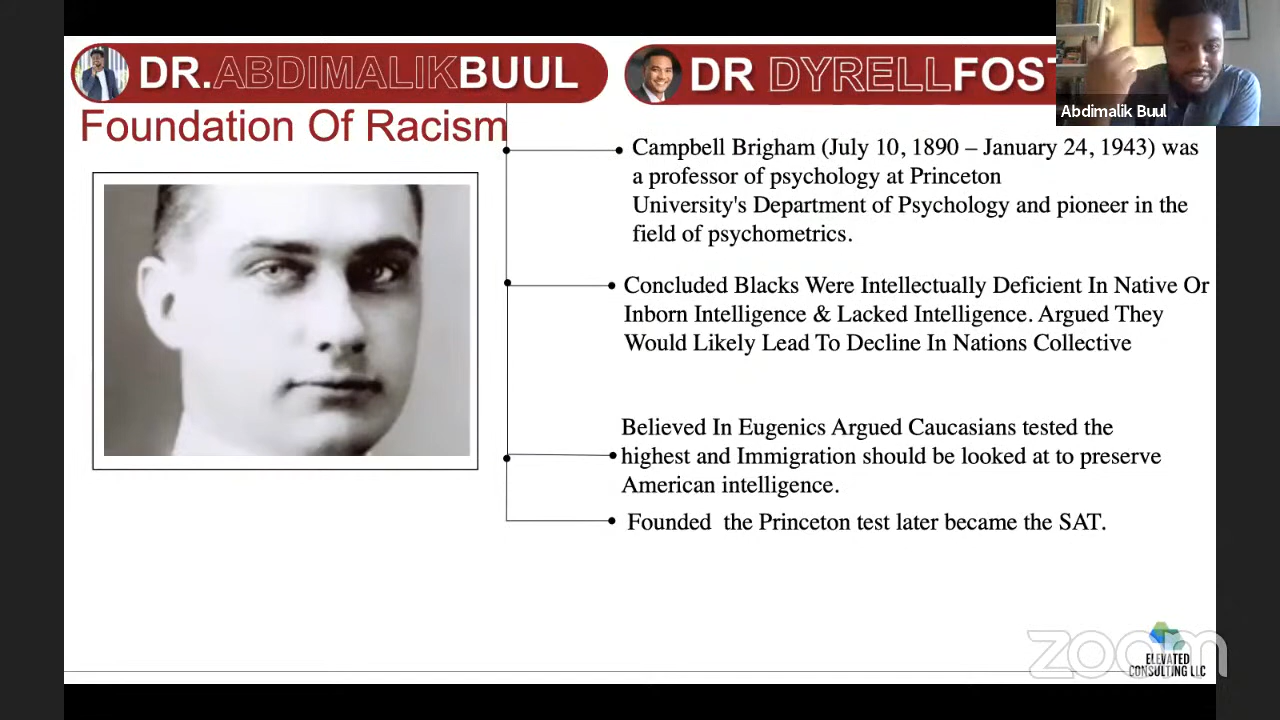 DR.ABDIMALIKBUUL
DR DYRELLFOST
Abdimalik Buul
Foundation Of Racism
Campbell Brigham (July 10, 1890 – January 24, 1943) was
a professor of psychology at Princeton
University's Department of Psychology and pioneer in the
field of psychometrics.
Concluded Blacks Were Intellectually Deficient In Native Or
Inborn Intelligence & Lacked Intelligence. Argued They
Would Likely Lead To Decline In Nations Collective
Believed In Eugenics Argued Caucasians tested the
highest and Immigration should be looked at to preserve
American intelligence.
Founded the Princeton test later became the SAT.
zoom
ELEVATED
CONSULTING LLC